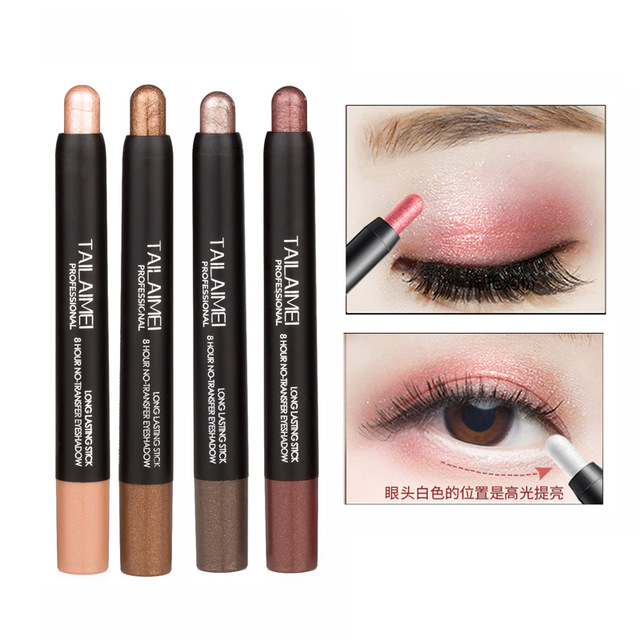 TAILAIMEI
PROFESSIONAL
LONG LASTING STICK
8 HOUR NO-TRANSFER EYESHADOW
TAILAIMEI
PROFESSIONAL
LONG LASTING STICK
8 HOUR NO-TRANSFER EYESHADOW
TAILAIMEI
PROFESSIONAL
LONG LASTING STICK
8 HOUR NO-TRANSFER EYESHADOW
TAILAIMEI
PROFESSIONAL
LONG LASTING STICK
8 HOUR NO-TRANSFER EYESHADOW
眼头白色的位置是高光提亮